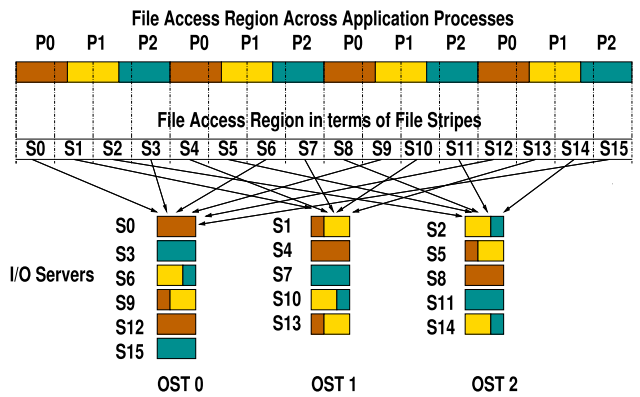 File Access Region Across Application Processes
P0 P1 P2 P0 P1 P2 P0 P1 P2 P0 P1 P2
File Access Region in terms of File Stripes
S0 S1 S2 S3 S4 S5 S6 S7 S8 S9 S10 S11 S12 S13 S14 S15
S0 S1 S2
S3 S4 S5
I/O Servers S6 S7 S8
S9 S10 S11
S12 S13 S14
S15
OST 0 OST 1 OST 2